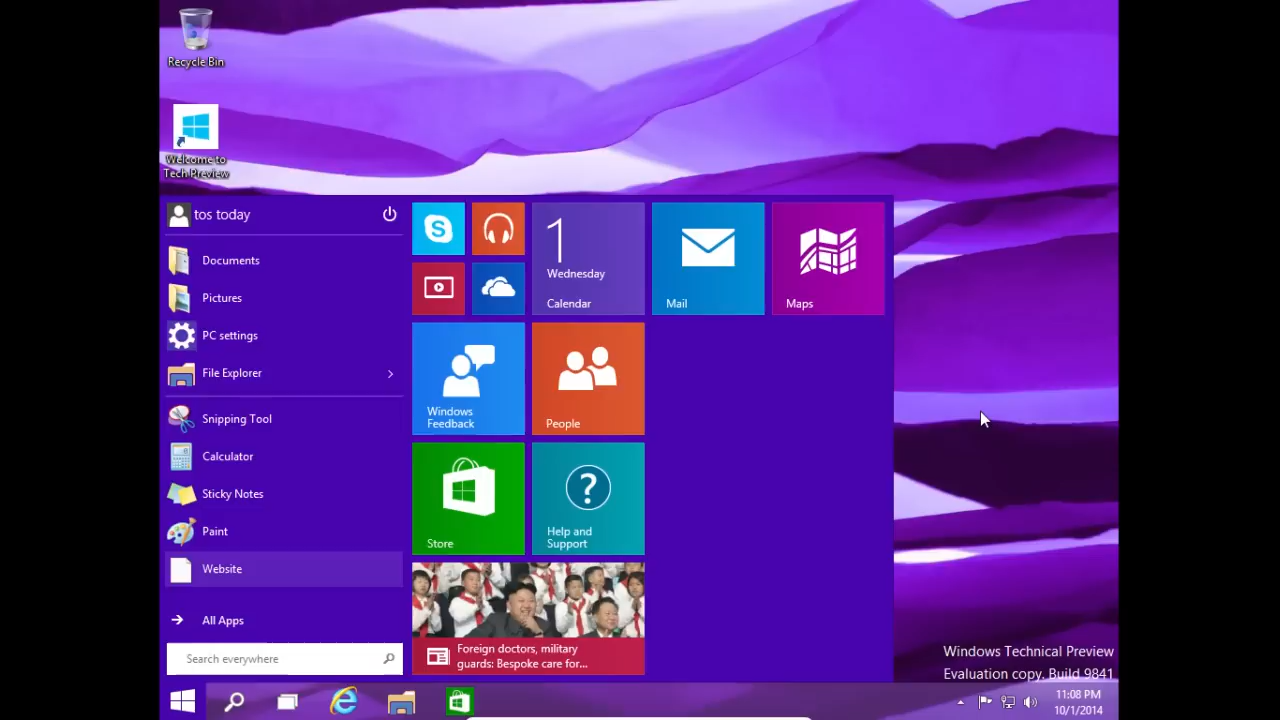 Recycle Bin
Welcome to
Tech Preview
tos today
Documents
Pictures
PC settings
File Explorer
Snipping Tool
Calculator
Sticky Notes
Paint
Website
All Apps
Search everywhere
1
Wednesday
Calendar
Mail
Maps
Windows
Feedback
People
Store
?
Help and
Support
Foreign doctors, military
guards: Bespoke care for...
Windows Technical Preview
Evaluation copy. Build 9841
11:08 PM
10/1/2014